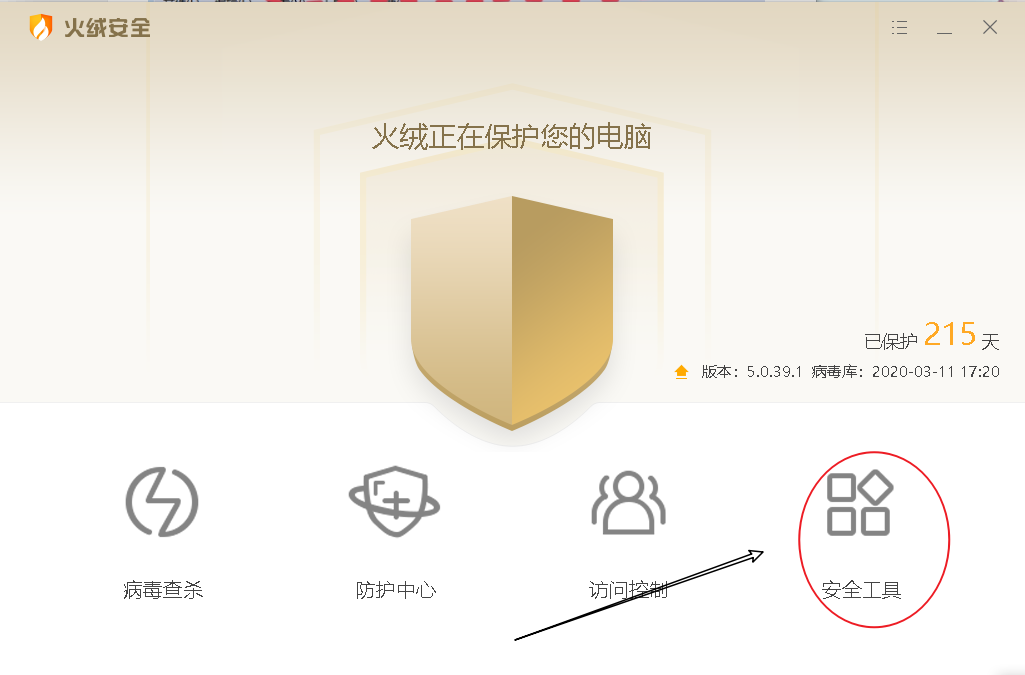 火绒安全
火绒正在保护您的电脑
已保护 215 天
版本：5.0.39.1 病毒库：2020-03-11 17:20
病毒查杀 防护中心 访问控制 安全工具